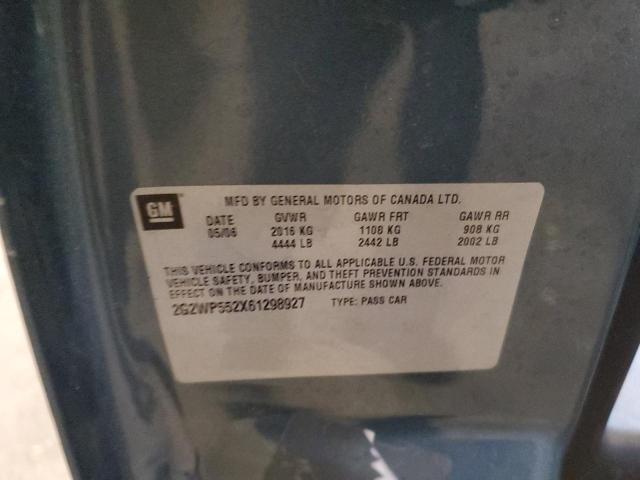 GM
MFD BY GENERAL MOTORS OF CANADA LTD.
DATE GVWR GAWR FRT GAWR RR
05/06 2016 KG 1108 KG 908 KG
4444 LB 2442 LB 2002 LB
THIS VEHICLE CONFORMS TO ALL APPLICABLE U.S. FEDERAL MOTOR
VEHICLE SAFETY, BUMPER, AND THEFT PREVENTION STANDARDS IN
EFFECT ON THE DATE OF MANUFACTURE SHOWN ABOVE.
2G2WP552X61298927 TYPE: PASS CAR